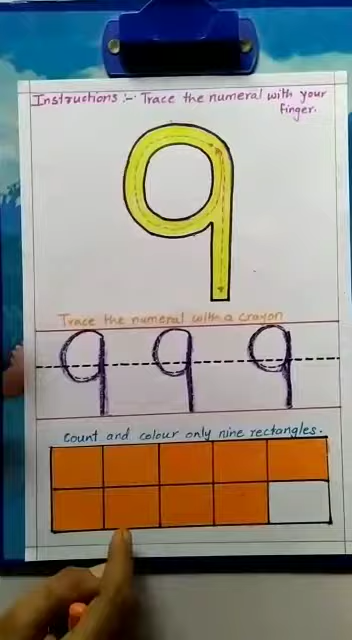 Instructions :- Trace the numeral with your
finger.
9
Trace the numeral with a crayon
9 9 9
Count and colour only nine rectangles.